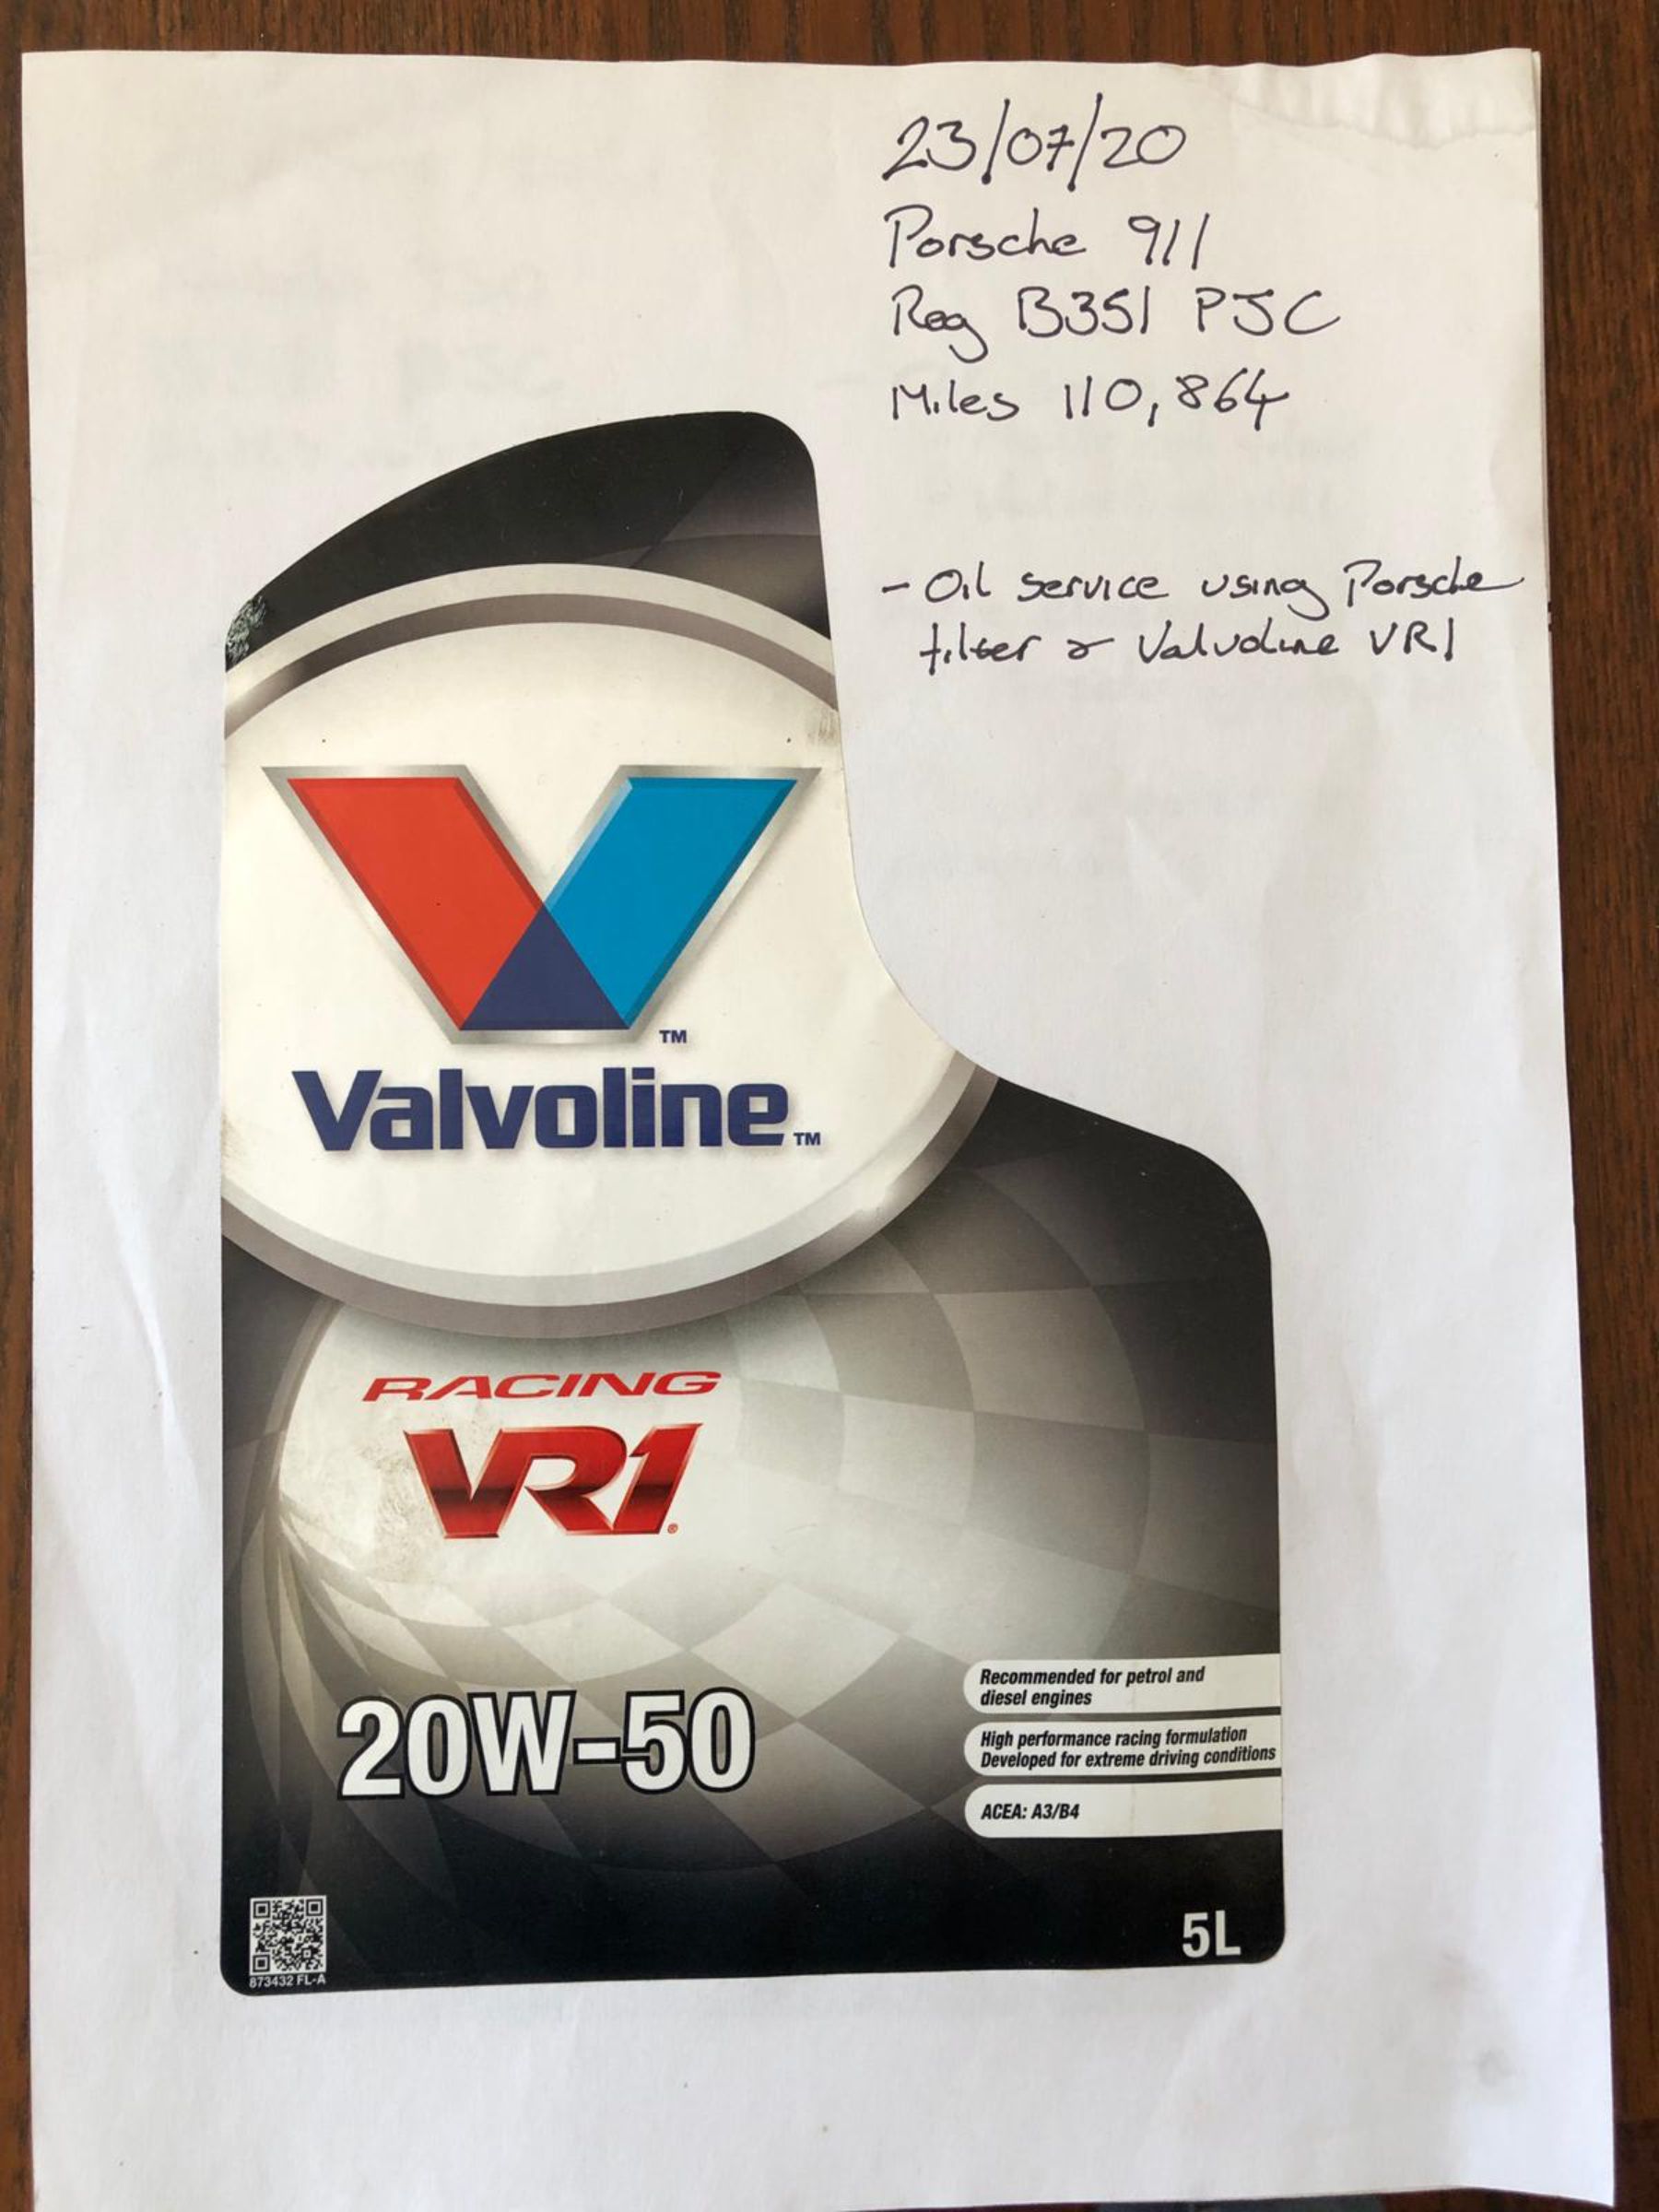 23/07/20
Porsche 911
Reg B351 PJC
Miles 110,864
- Oil service using Porsche
filter & Valvoline VR1
TM
Valvoline TM
RACING
VR1®
20W-50
Recommended for petrol and
diesel engines
High performance racing formulation
Developed for extreme driving conditions
ACEA: A3/B4
5L
873432 FL-A